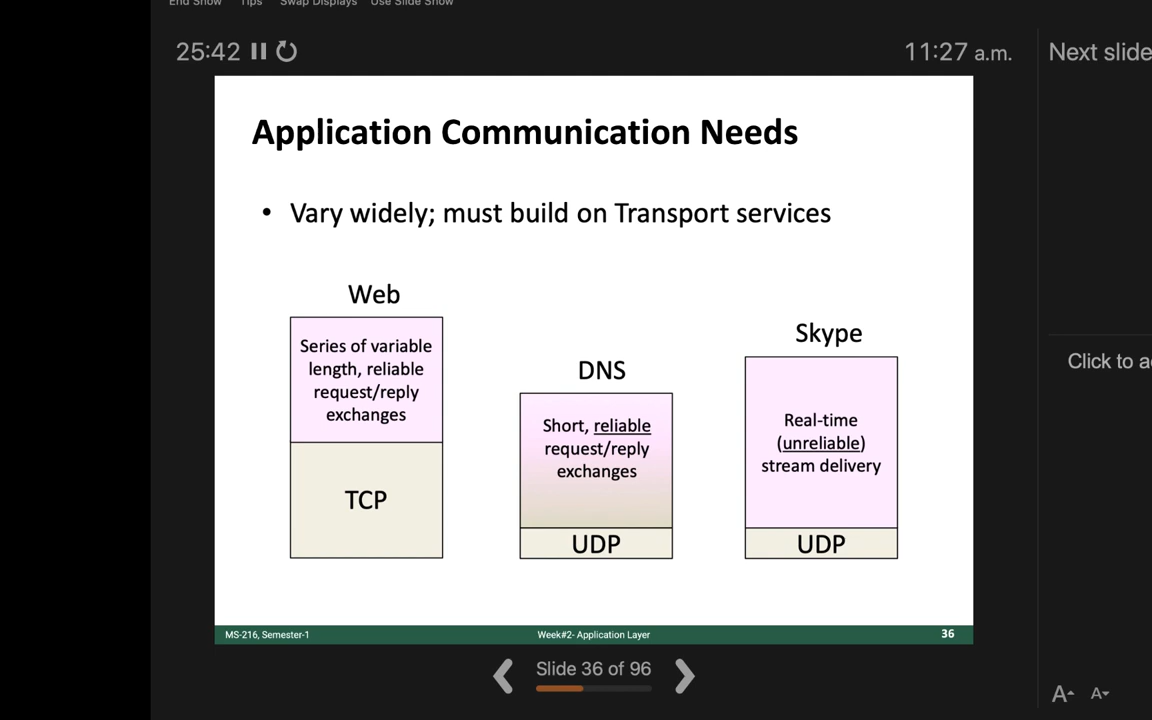 End Show Tips Swap Displays Use Slide Show
25:42
11:27 a.m.
Next slide
Application Communication Needs
• Vary widely; must build on Transport services
Web
Series of variable
length, reliable
request/reply
exchanges
TCP
DNS
Short, reliable
request/reply
exchanges
UDP
Skype
Real-time
(unreliable)
stream delivery
UDP
MS-216, Semester-1
Week#2- Application Layer
36
Slide 36 of 96
Click to a
A
A